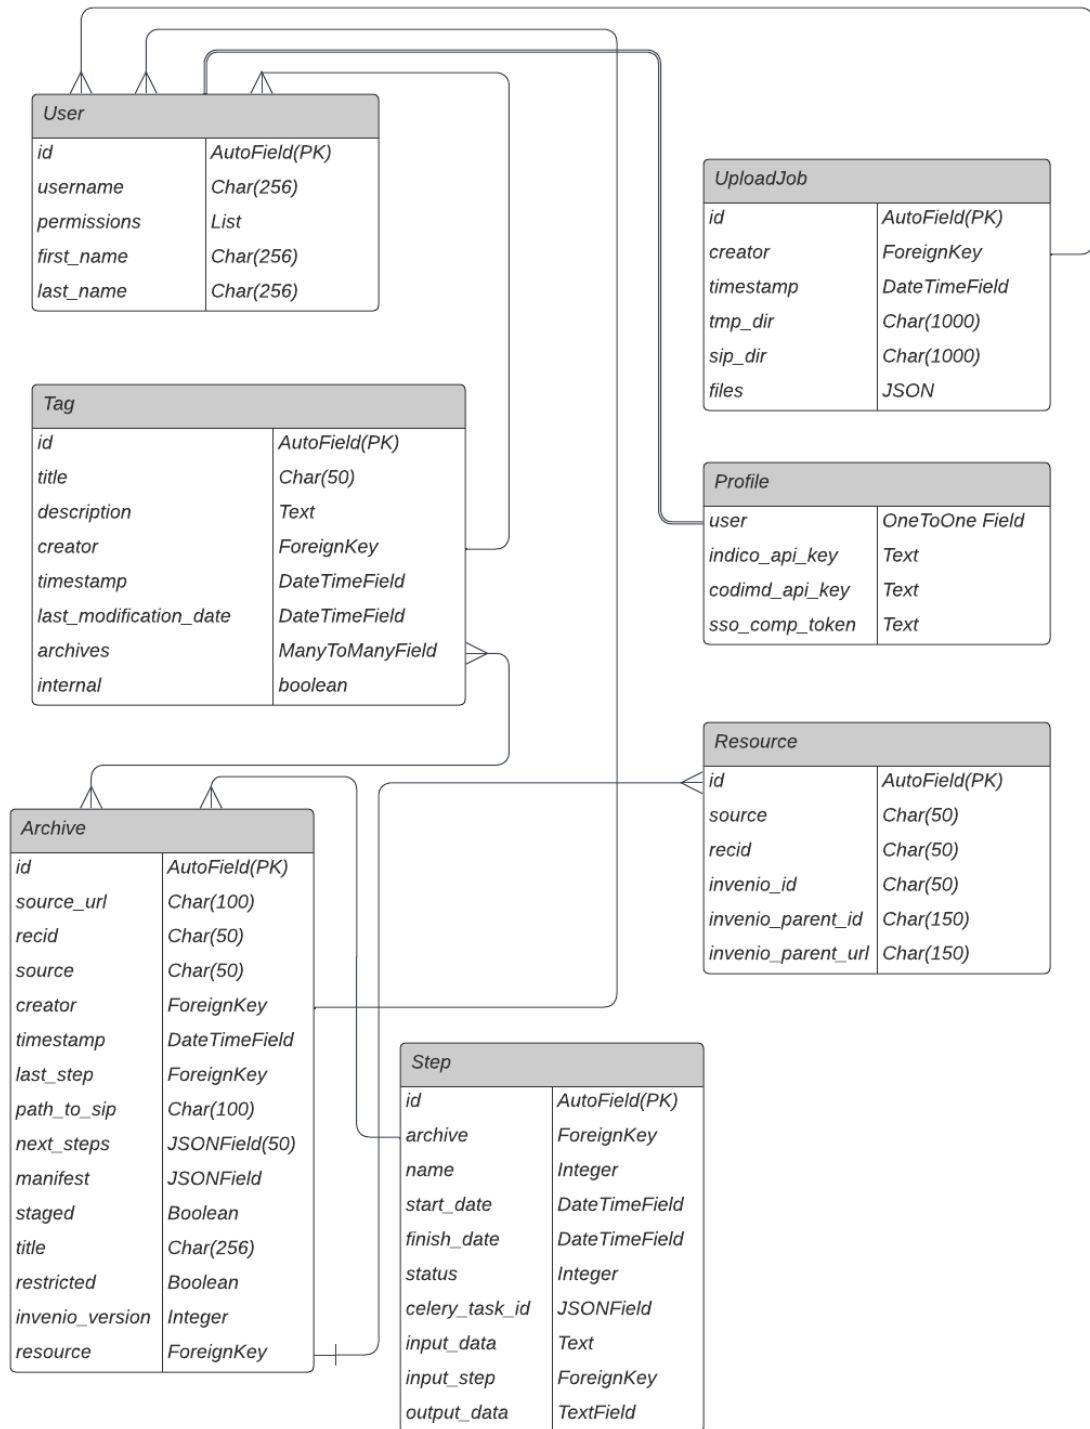 User
id AutoField(PK)
username Char(256)
permissions List
first_name Char(256)
last_name Char(256)
UploadJob
id AutoField(PK)
creator ForeignKey
timestamp DateTimeField
tmp_dir Char(1000)
sip_dir Char(1000)
files JSON
Tag
id AutoField(PK)
title Char(50)
description Text
creator ForeignKey
timestamp DateTimeField
last_modification_date DateTimeField
archives ManyToManyField
internal boolean
Profile
user OneToOne Field
indico_api_key Text
codimd_api_key Text
sso_comp_token Text
Resource
id AutoField(PK)
source Char(50)
recid Char(50)
invenio_id Char(50)
invenio_parent_id Char(150)
invenio_parent_url Char(150)
Archive
id AutoField(PK)
source_url Char(100)
recid Char(50)
source Char(50)
creator ForeignKey
timestamp DateTimeField
last_step ForeignKey
path_to_sip Char(100)
next_steps JSONField(50)
manifest JSONField
staged Boolean
title Char(256)
restricted Boolean
invenio_version Integer
resource ForeignKey
Step
id AutoField(PK)
archive ForeignKey
name Integer
start_date DateTimeField
finish_date DateTimeField
status Integer
celery_task_id JSONField
input_data Text
input_step ForeignKey
output_data TextField